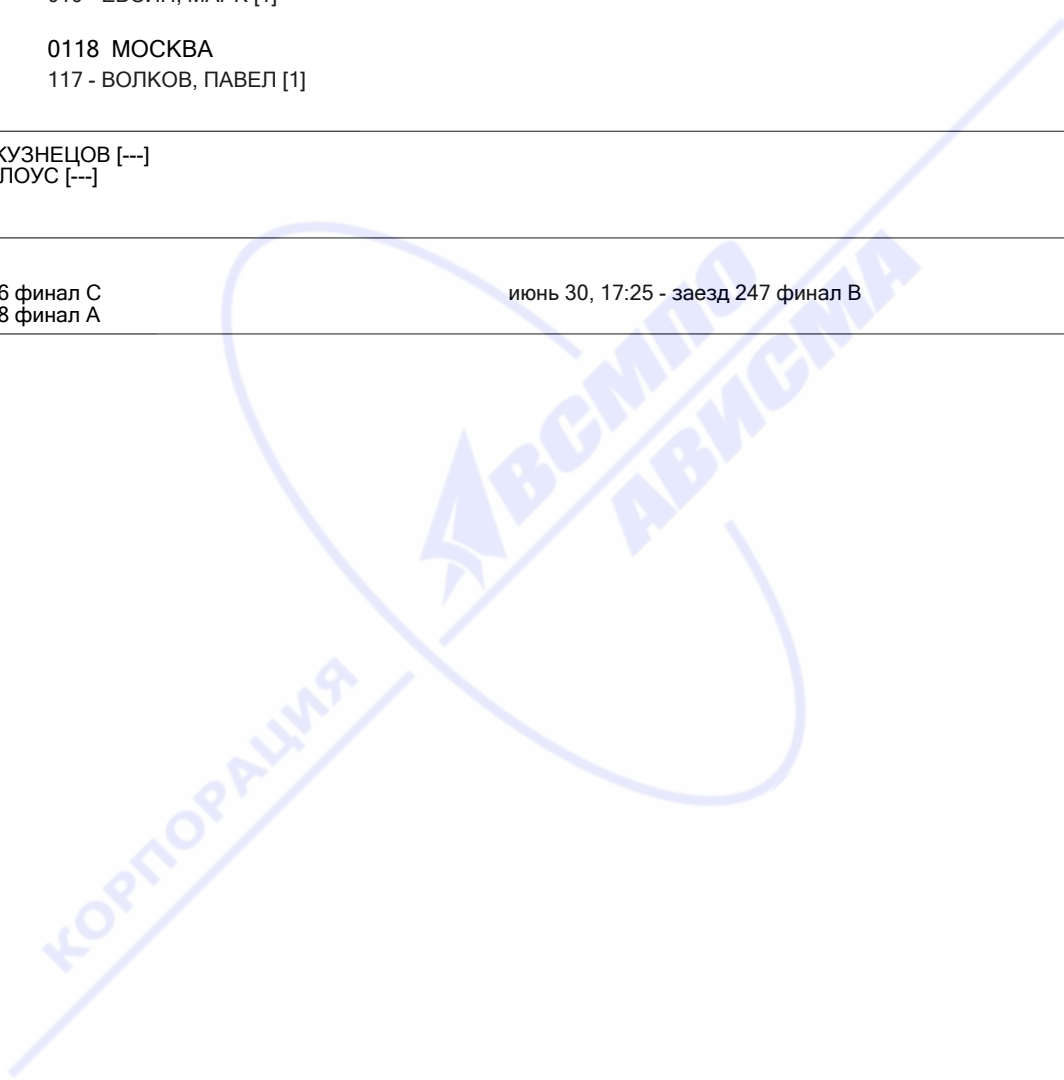 0118 МОСКВА
117 - ВОЛКОВ, ПАВЕЛ [1]
КУЗНЕЦОВ [---]
ЛОУС [---]
6 финал C июнь 30, 17:25 - заезд 247 финал B
8 финал A
ВСМПО
АВИСМА
КОРПОРАЦИЯ